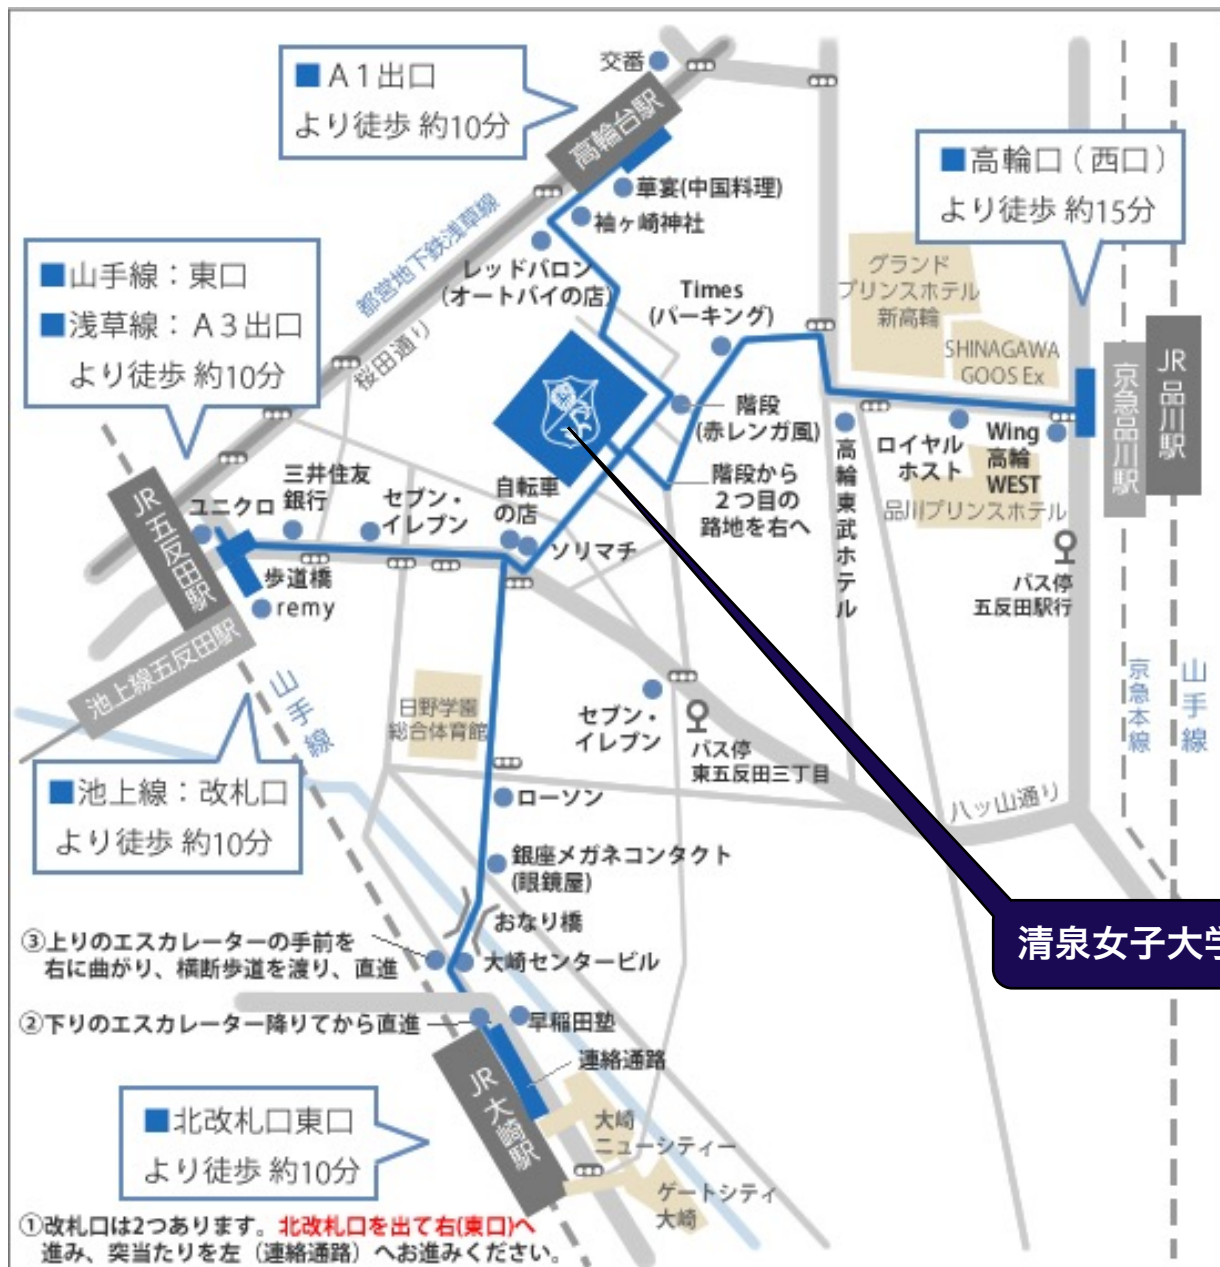 交番
■A1出口
より徒歩 約10分
高輪台駅
■高輪口(西口)
より徒歩 約15分
華宴(中国料理)
袖ヶ崎神社
都営地下鉄浅草線
桜田通り
■山手線：東口
■浅草線：A3出口
より徒歩 約10分
レッドバロン
(オートバイの店)
Times
(パーキング)
グランド
プリンスホテル
新高輪
SHINAGAWA
GOOS Ex
京急品川駅
JR 品川駅
階段
(赤レンガ風)
高輪東武ホテル
ロイヤル
ホスト
Wing
高輪
WEST
品川プリンスホテル
階段から
2つ目の
路地を右へ
JR 五反田駅
ユニクロ
三井住友
銀行
セブン・
イレブン
自転車
の店
ソリマチ
歩道橋
remy
バス停
五反田駅行
池上線五反田駅
山手線
日野学園
総合体育館
セブン・
イレブン
バス停
東五反田三丁目
京急本線
山手線
■池上線：改札口
より徒歩 約10分
ローソン
八ッ山通り
銀座メガネコンタクト
(眼鏡屋)
おなり橋
清泉女子大学
③上りのエスカレーターの手前を
右に曲がり、横断歩道を渡り、直進
大崎センタービル
②下りのエスカレーター降りてから直進
早稲田塾
連絡通路
JR 大崎駅
■北改札口東口
より徒歩 約10分
大崎
ニューシティー
ゲートシティ
大崎
①改札口は2つあります。北改札口を出て右(東口)へ
進み、突当たりを左（連絡通路）へお進みください。